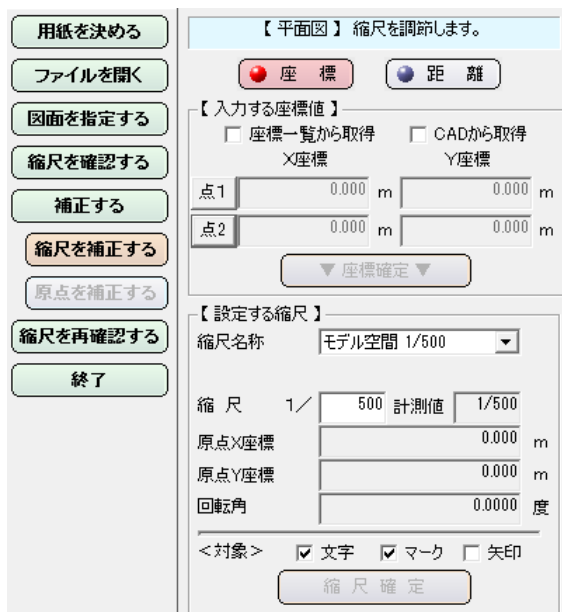 用紙を決める
ファイルを開く
図面を指定する
縮尺を確認する
補正する
縮尺を補正する
原点を補正する
縮尺を再確認する
終了
【 平面図 】 縮尺を調節します。
座 標 距 離
【 入力する座標値 】
座標一覧から取得 CADから取得
X座標 Y座標
点1 0.000 m 0.000 m
点2 0.000 m 0.000 m
▼ 座標確定 ▼
【 設定する縮尺 】
縮尺名称 モデル空間 1/500
縮 尺 1/ 500 計測値 1/500
原点X座標 0.000 m
原点Y座標 0.000 m
回転角 0.0000 度
<対象> 文字 マーク 矢印
縮 尺 確 定